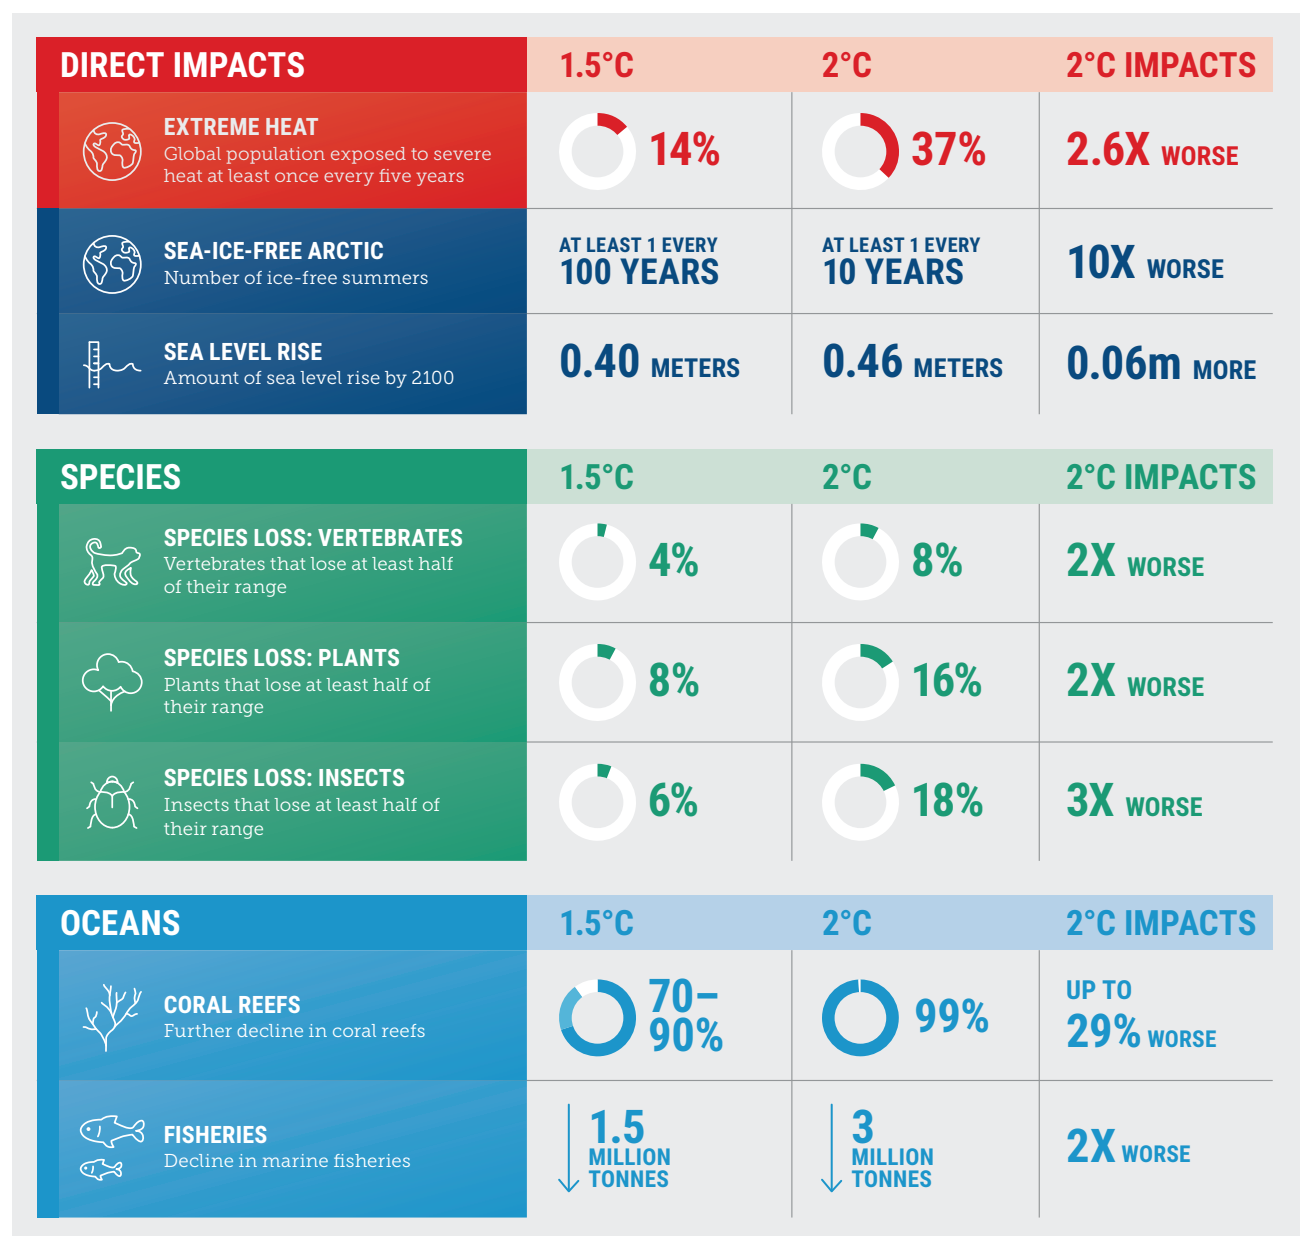 DIRECT IMPACTS 1.5°C 2°C 2°C IMPACTS
EXTREME HEAT
Global population exposed to severe
heat at least once every five years
14% 37% 2.6X WORSE
SEA-ICE-FREE ARCTIC
Number of ice-free summers
AT LEAST 1 EVERY
100 YEARS
AT LEAST 1 EVERY
10 YEARS
10X WORSE
SEA LEVEL RISE
Amount of sea level rise by 2100
0.40 METERS 0.46 METERS 0.06m MORE
SPECIES 1.5°C 2°C 2°C IMPACTS
SPECIES LOSS: VERTEBRATES
Vertebrates that lose at least half
of their range
4% 8% 2X WORSE
SPECIES LOSS: PLANTS
Plants that lose at least half of
their range
8% 16% 2X WORSE
SPECIES LOSS: INSECTS
Insects that lose at least half of
their range
6% 18% 3X WORSE
OCEANS 1.5°C 2°C 2°C IMPACTS
CORAL REEFS
Further decline in coral reefs
70–
90%
99%
UP TO
29% WORSE
FISHERIES
Decline in marine fisheries
1.5
MILLION
TONNES
3
MILLION
TONNES
2X WORSE